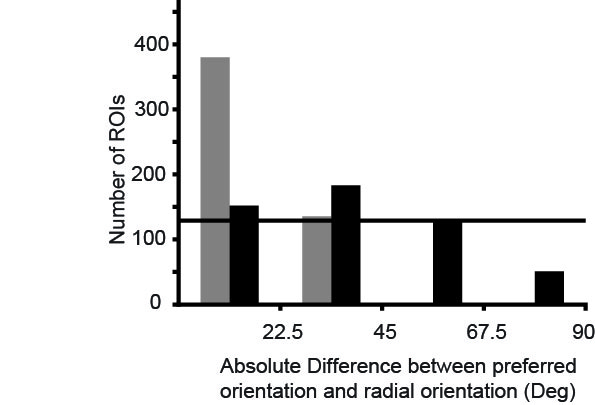 400
300
200
100
0
Number of ROIs
22.5 45 67.5 90
Absolute Difference between preferred
orientation and radial orientation (Deg)